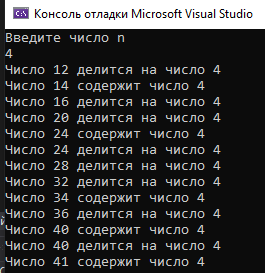 Консоль отладки Microsoft Visual Studio
Введите число n
4
Число 12 делится на число 4
Число 14 содержит число 4
Число 16 делится на число 4
Число 20 делится на число 4
Число 24 содержит число 4
Число 24 делится на число 4
Число 28 делится на число 4
Число 32 делится на число 4
Число 34 содержит число 4
Число 36 делится на число 4
Число 40 содержит число 4
Число 40 делится на число 4
Число 41 содержит число 4